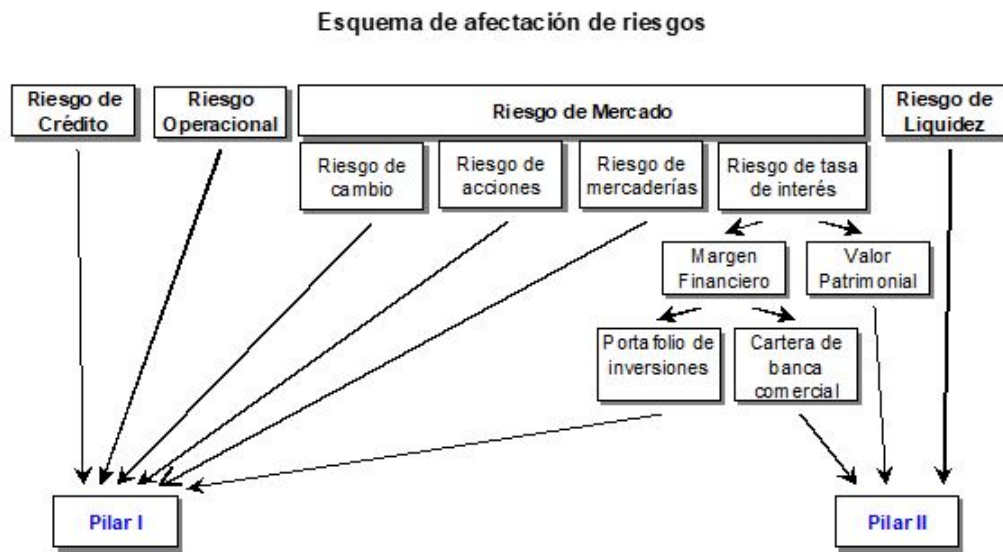 Esquema de afectación de riesgos
Riesgo de
Crédito
Riesgo
Operacional
Riesgo de Mercado
Riesgo de
Liquidez
Riesgo de
cambio
Riesgo de
acciones
Riesgo de
mercaderías
Riesgo de tasa
de interés
Margen
Financiero
Valor
Patrimonial
Portafolio de
inversiones
Cartera de
banca
comercial
Pilar I
Pilar II